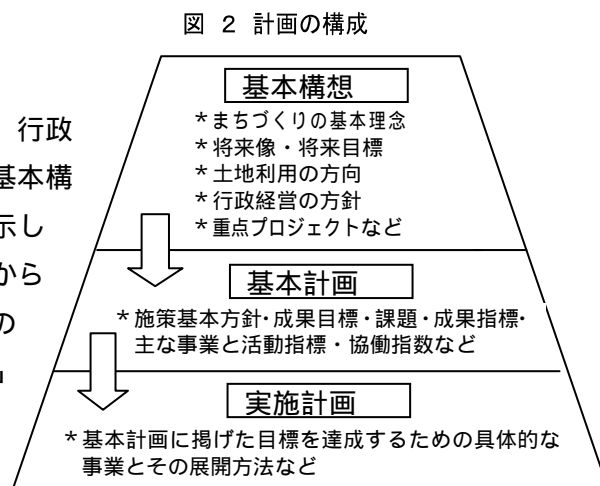 図 2 計画の構成
基本構想
*まちづくりの基本理念
*将来像・将来目標
*土地利用の方向
*行政経営の方針
*重点プロジェクトなど
基本計画
*施策基本方針・成果目標・課題・成果指標・
主な事業と活動指標・協働指数など
実施計画
*基本計画に掲げた目標を達成するための具体的な
事業とその展開方法など
行政
基本構
示し
から
の